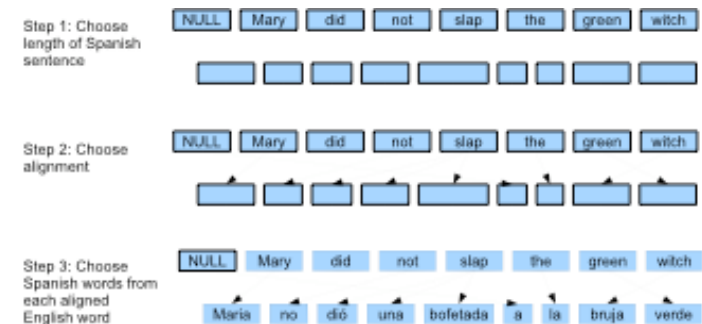 Step 1: Choose
length of Spanish
sentence
NULL Mary did not slap the green witch
Step 2: Choose
alignment
NULL Mary did not slap the green witch
Step 3: Choose
Spanish words from
each aligned
English word
NULL Mary did not slap the green witch
Maria no dió una bofetada a la bruja verde